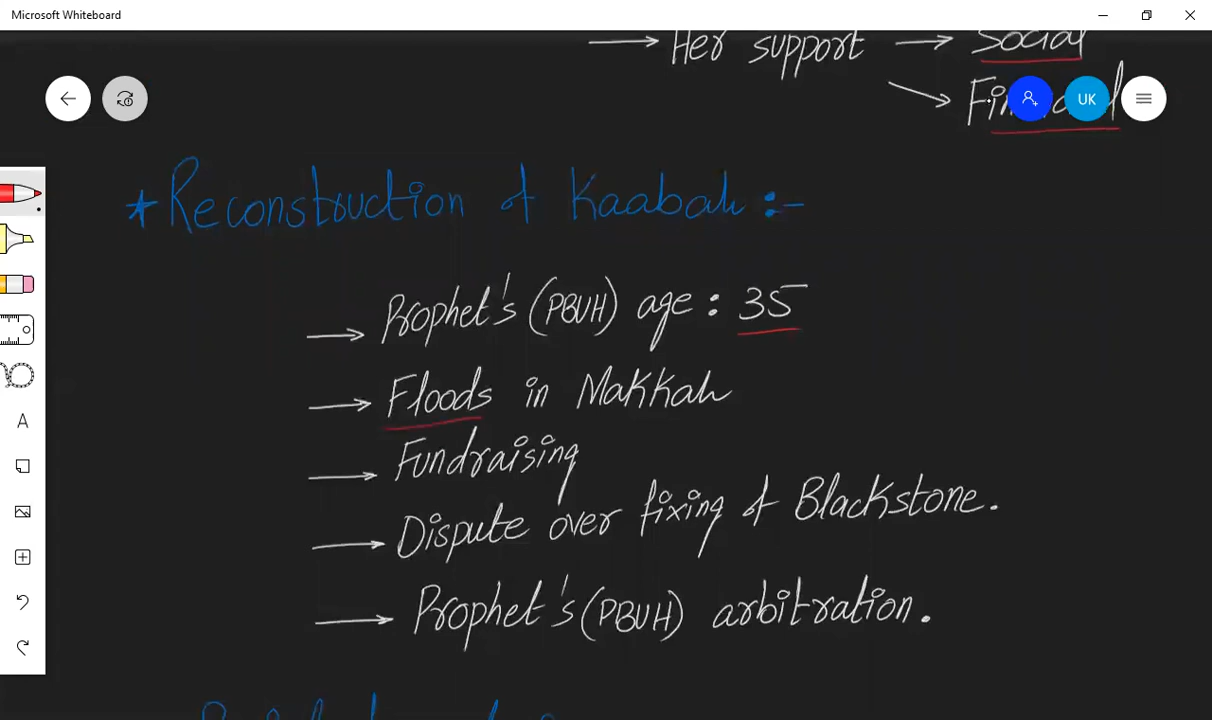 Microsoft Whiteboard
→ Her support → Social
→ Financial
UK
* Reconstruction of Kaabah :-
→ Prophet's (PBUH) age : 35
→ Floods in Makkah
→ Fundraising
→ Dispute over fixing of Blackstone.
→ Prophet's (PBUH) arbitration.
A